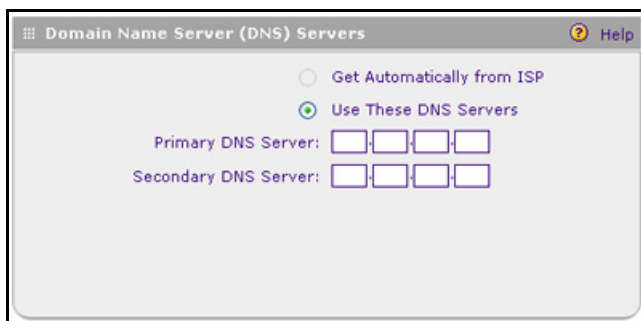 Domain Name Server (DNS) Servers
? Help
Get Automatically from ISP
Use These DNS Servers
Primary DNS Server:
Secondary DNS Server: